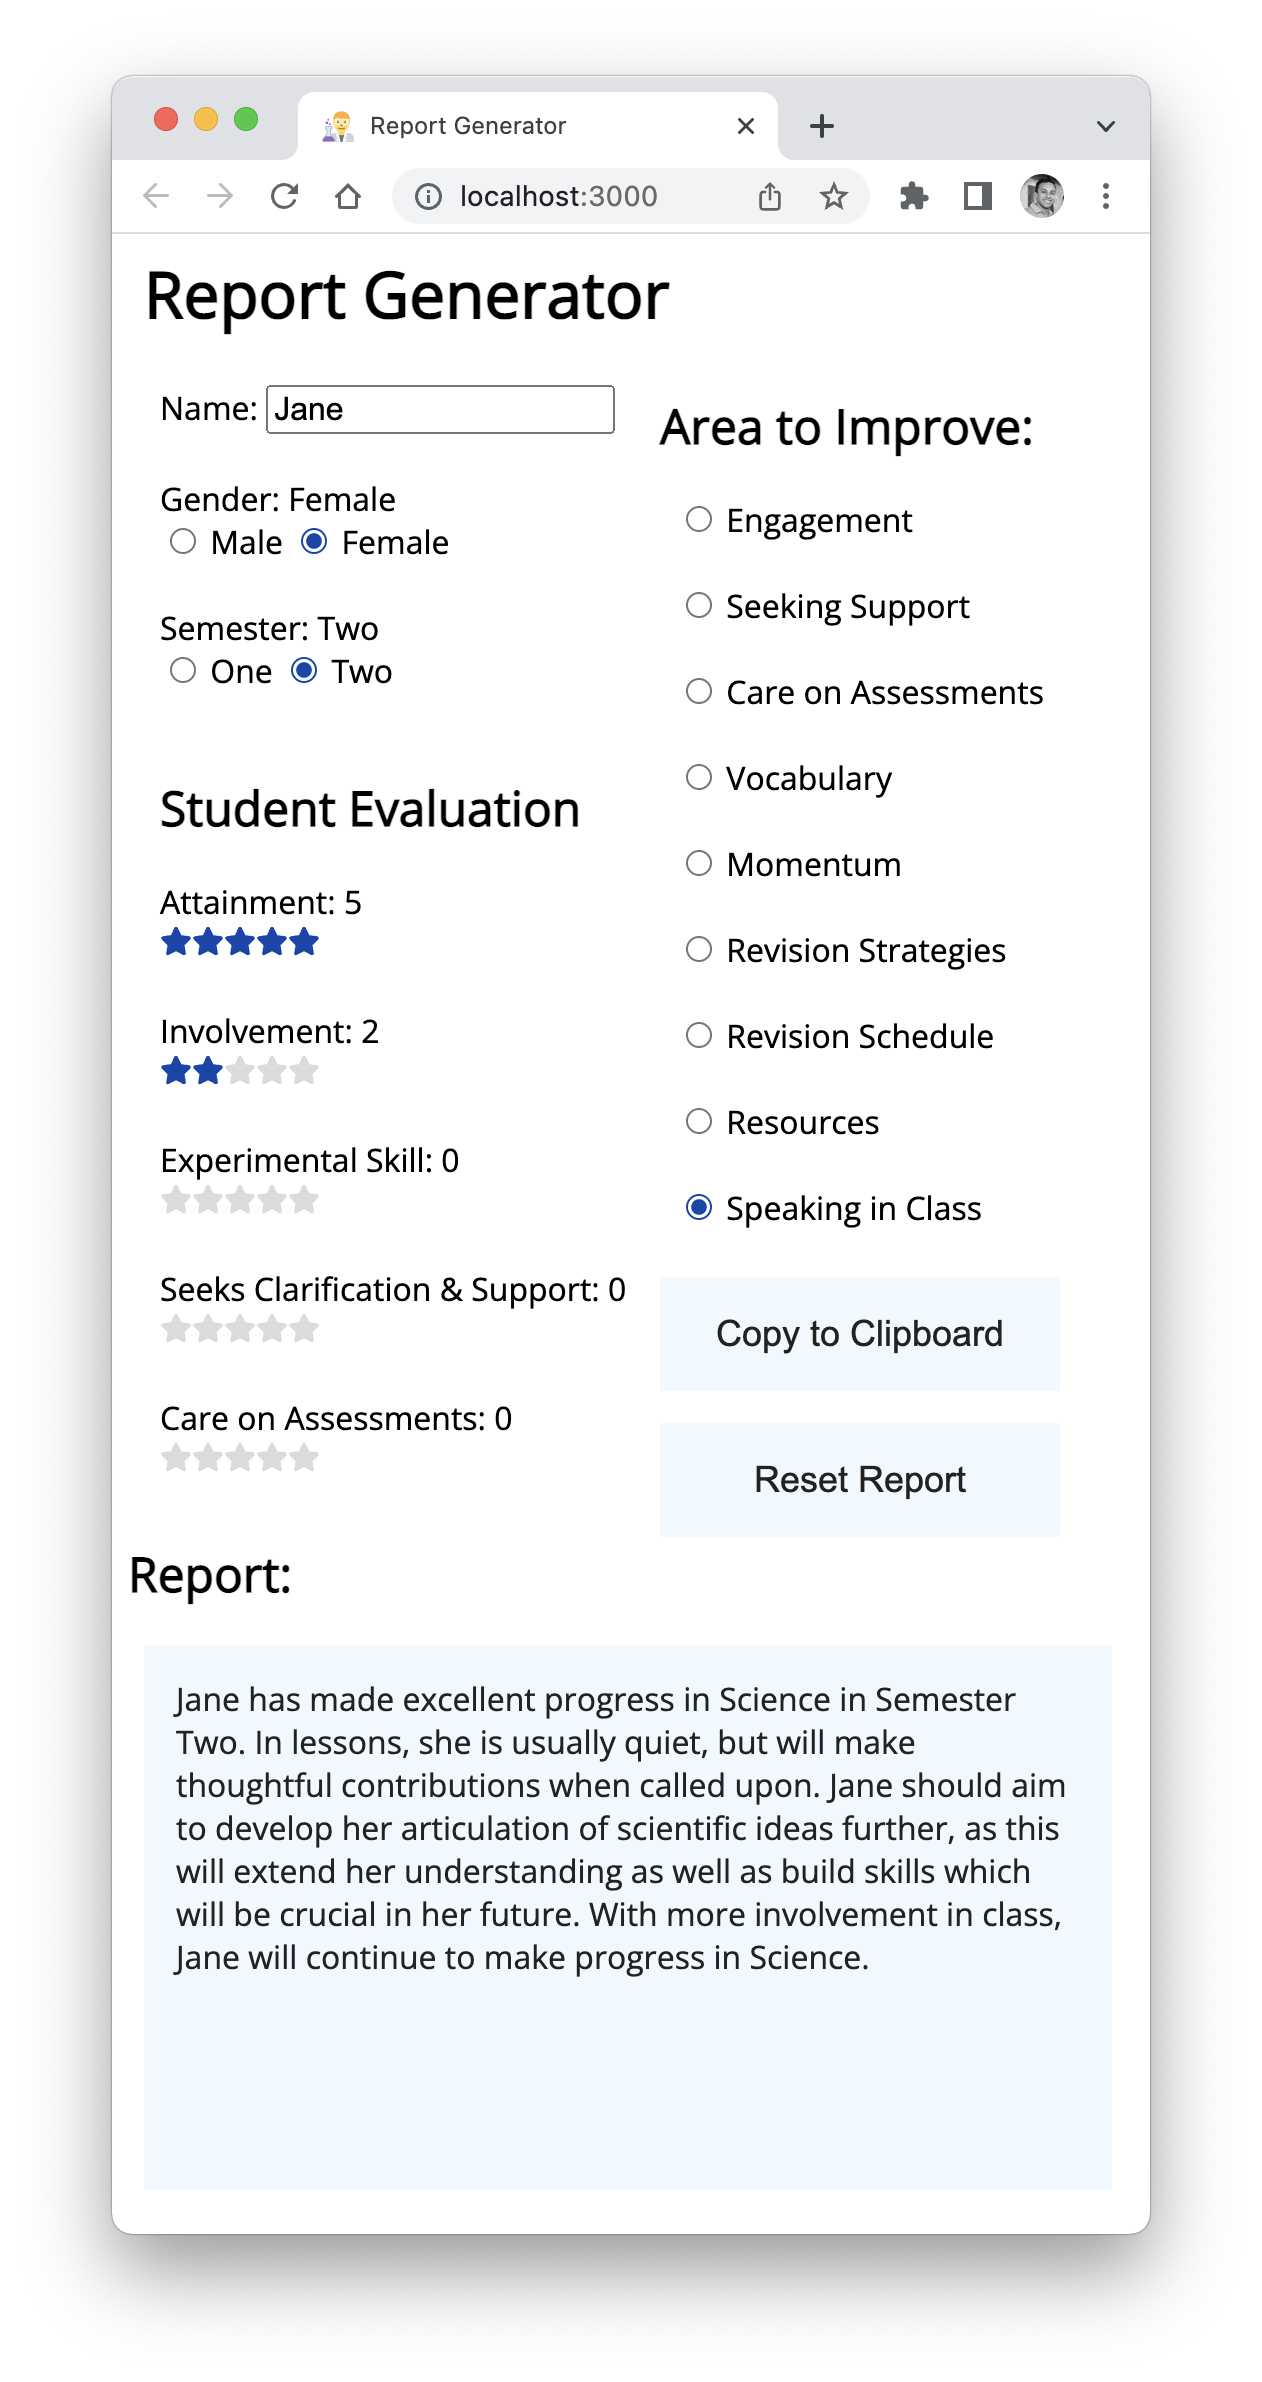 Report Generator
localhost:3000
Report Generator
Name: Jane
Gender: Female
Male Female
Semester: Two
One Two
Student Evaluation
Attainment: 5
Involvement: 2
Experimental Skill: 0
Seeks Clarification & Support: 0
Care on Assessments: 0
Area to Improve:
Engagement
Seeking Support
Care on Assessments
Vocabulary
Momentum
Revision Strategies
Revision Schedule
Resources
Speaking in Class
Copy to Clipboard
Reset Report
Report:
Jane has made excellent progress in Science in Semester
Two. In lessons, she is usually quiet, but will make
thoughtful contributions when called upon. Jane should aim
to develop her articulation of scientific ideas further, as this
will extend her understanding as well as build skills which
will be crucial in her future. With more involvement in class,
Jane will continue to make progress in Science.